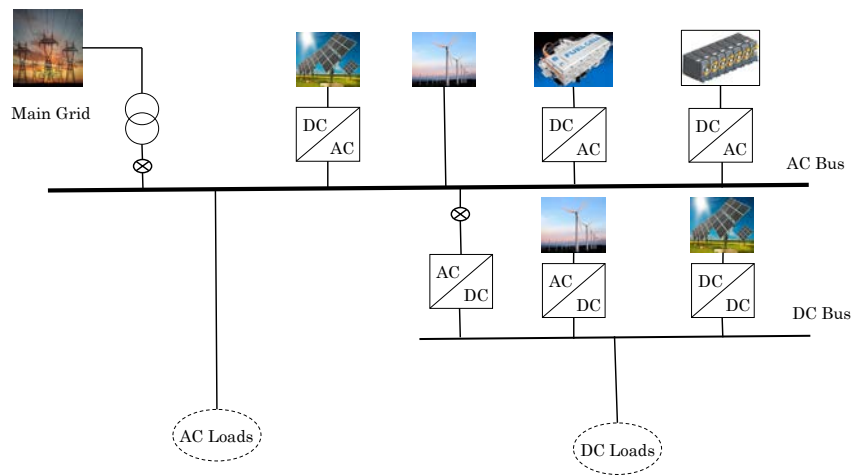 Main Grid
DC
AC
FUELCELL
DC
AC
DC
AC
AC Bus
AC
DC
AC
DC
DC
DC
DC Bus
AC Loads
DC Loads